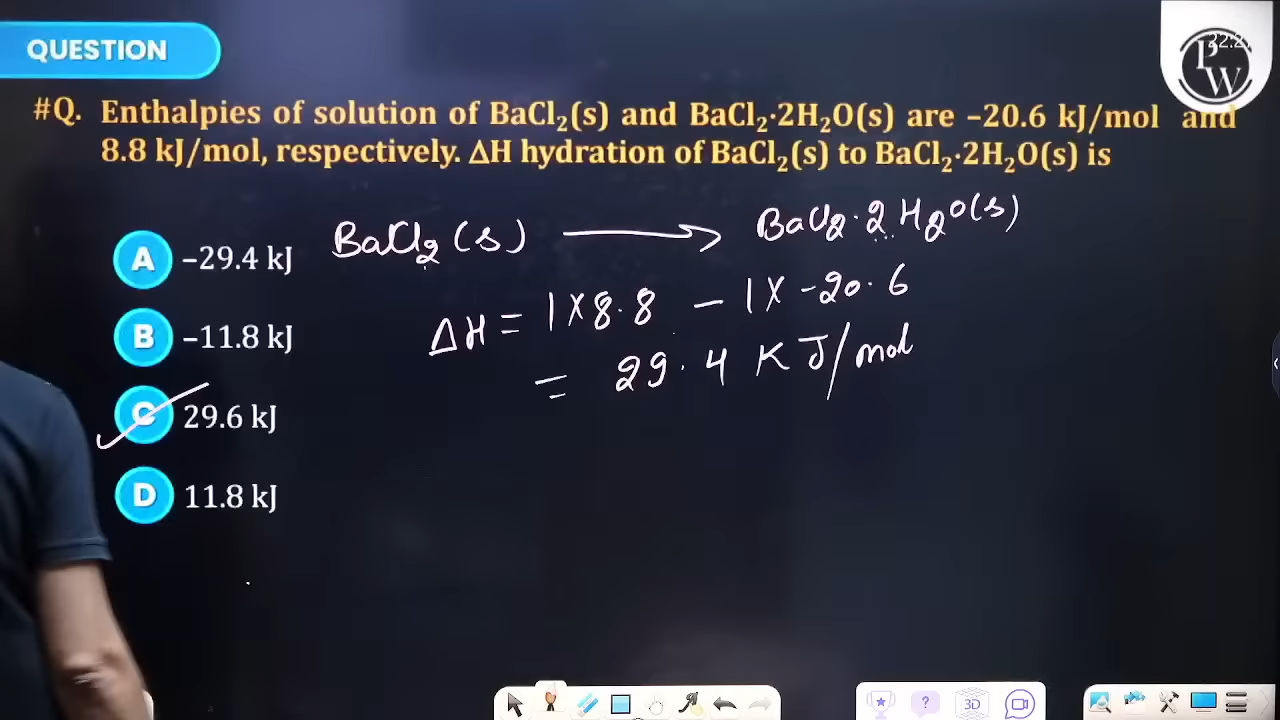 QUESTION
#Q. Enthalpies of solution of BaCl₂(s) and BaCl₂·2H₂O(s) are –20.6 kJ/mol and
8.8 kJ/mol, respectively. ΔH hydration of BaCl₂(s) to BaCl₂·2H₂O(s) is
A –29.4 kJ
B –11.8 kJ
C 29.6 kJ
D 11.8 kJ
BaCl₂(s) ⟶ BaCl₂·2H₂O(s)
ΔH = 1×8.8 – 1×-20.6
= 29.4 KJ/mol
PW
3D